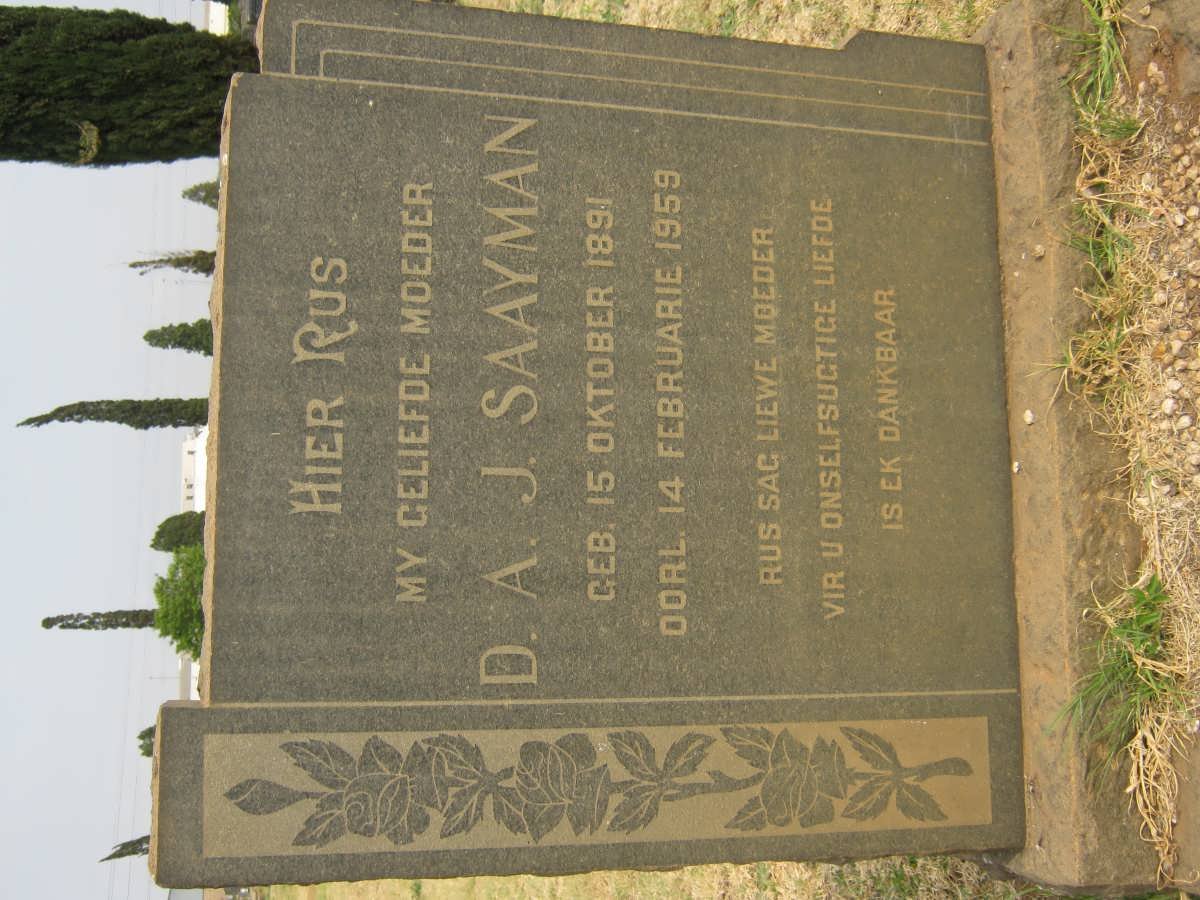 HIER RUS
MY GELIEFDE MOEDER
D. A. J. SAAYMAN
GEB. 15 OKTOBER 1891
OORL. 14 FEBRUARIE 1959
RUS SAG LIEWE MOEDER
VIR U ONSELFSUGTIGE LIEFDE
IS EK DANKBAAR